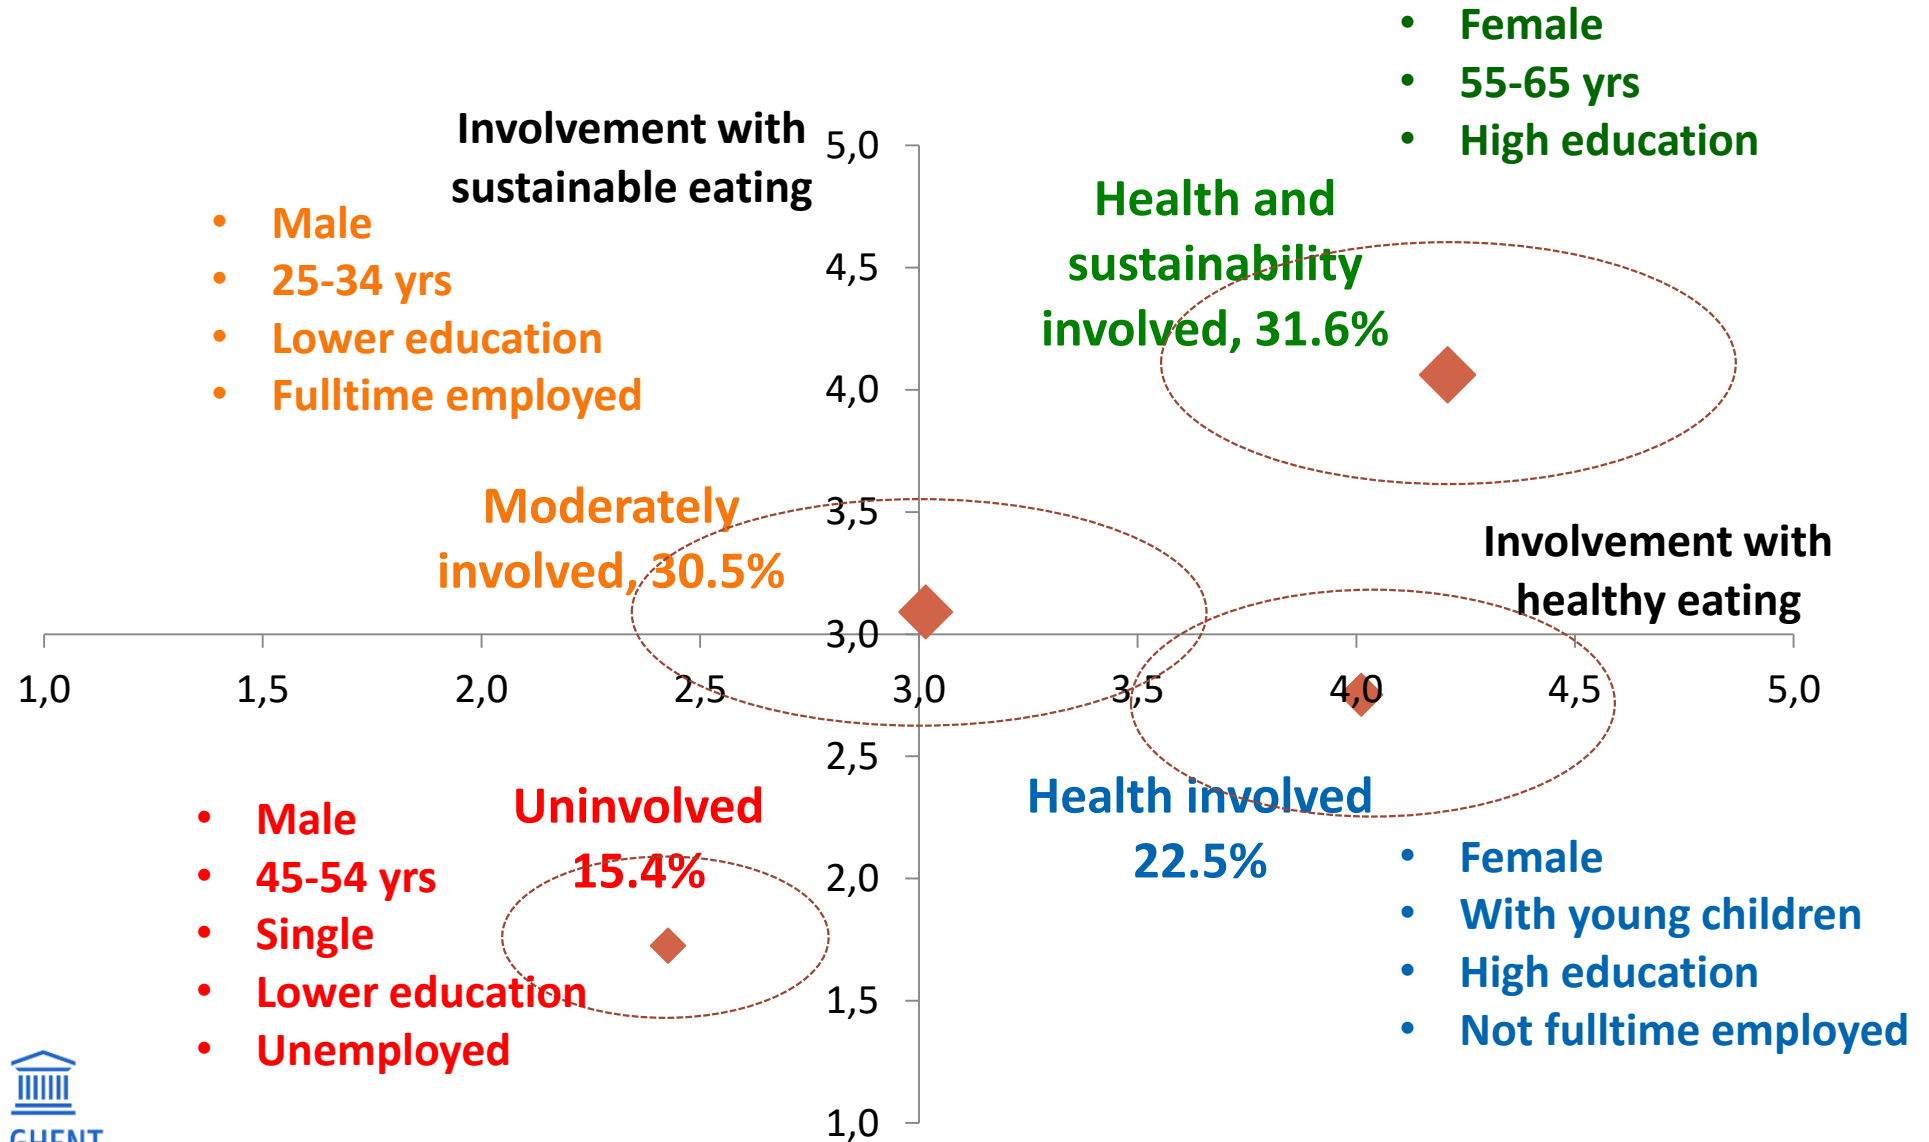 • Female
• 55-65 yrs
• High education
Involvement with
sustainable eating
• Male
• 25-34 yrs
• Lower education
• Fulltime employed
Health and
sustainability
involved, 31.6%
Moderately
involved, 30.5%
Involvement with
healthy eating
5,0
4,5
4,0
3,5
3,0
2,5
2,0
1,5
1,0
1,0 1,5 2,0 2,5 3,0 3,5 4,0 4,5 5,0
Uninvolved
15.4%
• Male
• 45-54 yrs
• Single
• Lower education
• Unemployed
Health involved
22.5%
• Female
• With young children
• High education
• Not fulltime employed
GHENT